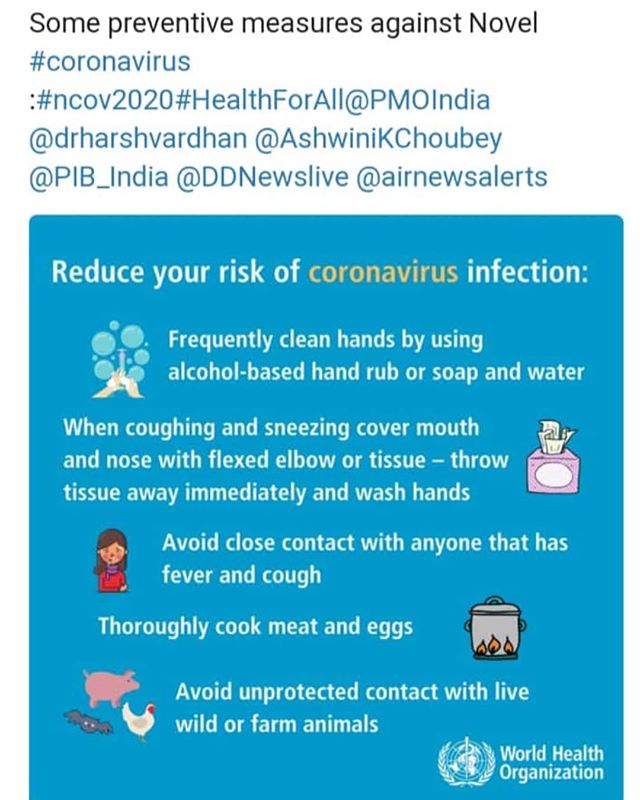 Some preventive measures against Novel
#coronavirus
:#ncov2020#HealthForAll@PMOIndia
@drharshvardhan @AshwiniKChoubey
@PIB_India @DDNewslive @airnewsalerts
Reduce your risk of coronavirus infection:
Frequently clean hands by using
alcohol-based hand rub or soap and water
When coughing and sneezing cover mouth
and nose with flexed elbow or tissue – throw
tissue away immediately and wash hands
Avoid close contact with anyone that has
fever and cough
Thoroughly cook meat and eggs
Avoid unprotected contact with live
wild or farm animals
World Health
Organization